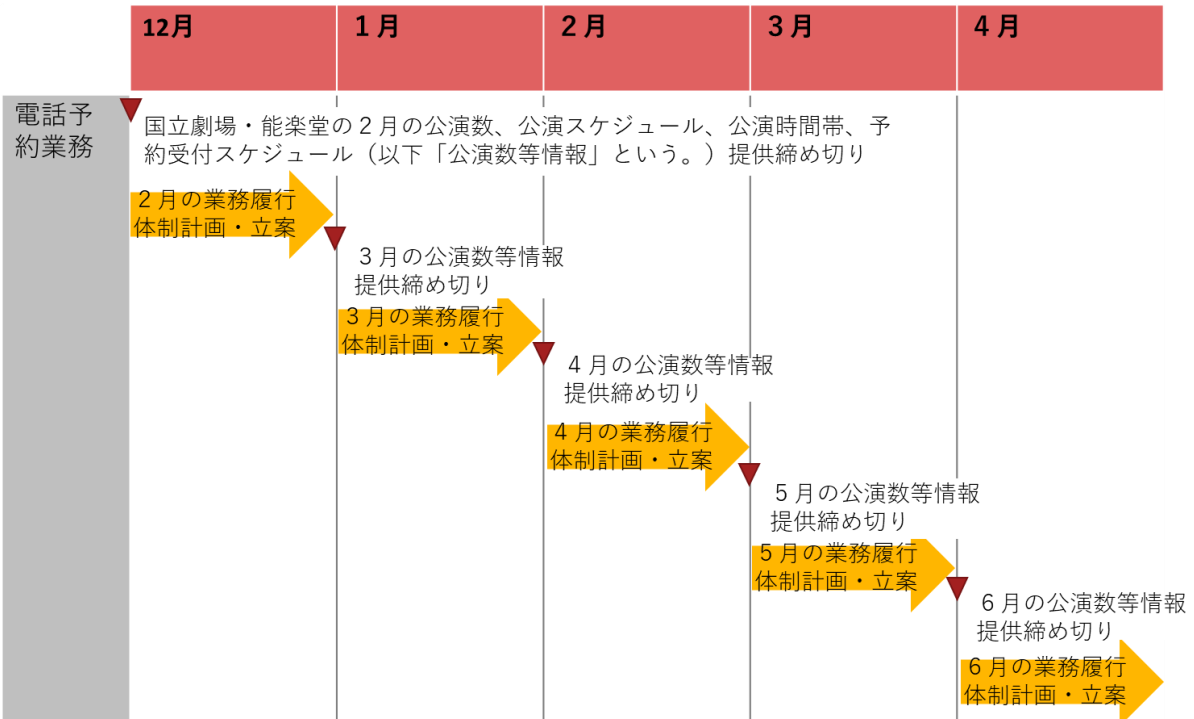 12月
１月
２月
３月
４月
電話予
約業務
国立劇場・能楽堂の２月の公演数、公演スケジュール、公演時間帯、予
約受付スケジュール（以下「公演数等情報」という。）提供締め切り
２月の業務履行
体制計画・立案
３月の公演数等情報
提供締め切り
３月の業務履行
体制計画・立案
４月の公演数等情報
提供締め切り
４月の業務履行
体制計画・立案
５月の公演数等情報
提供締め切り
５月の業務履行
体制計画・立案
６月の公演数等情報
提供締め切り
６月の業務履行
体制計画・立案